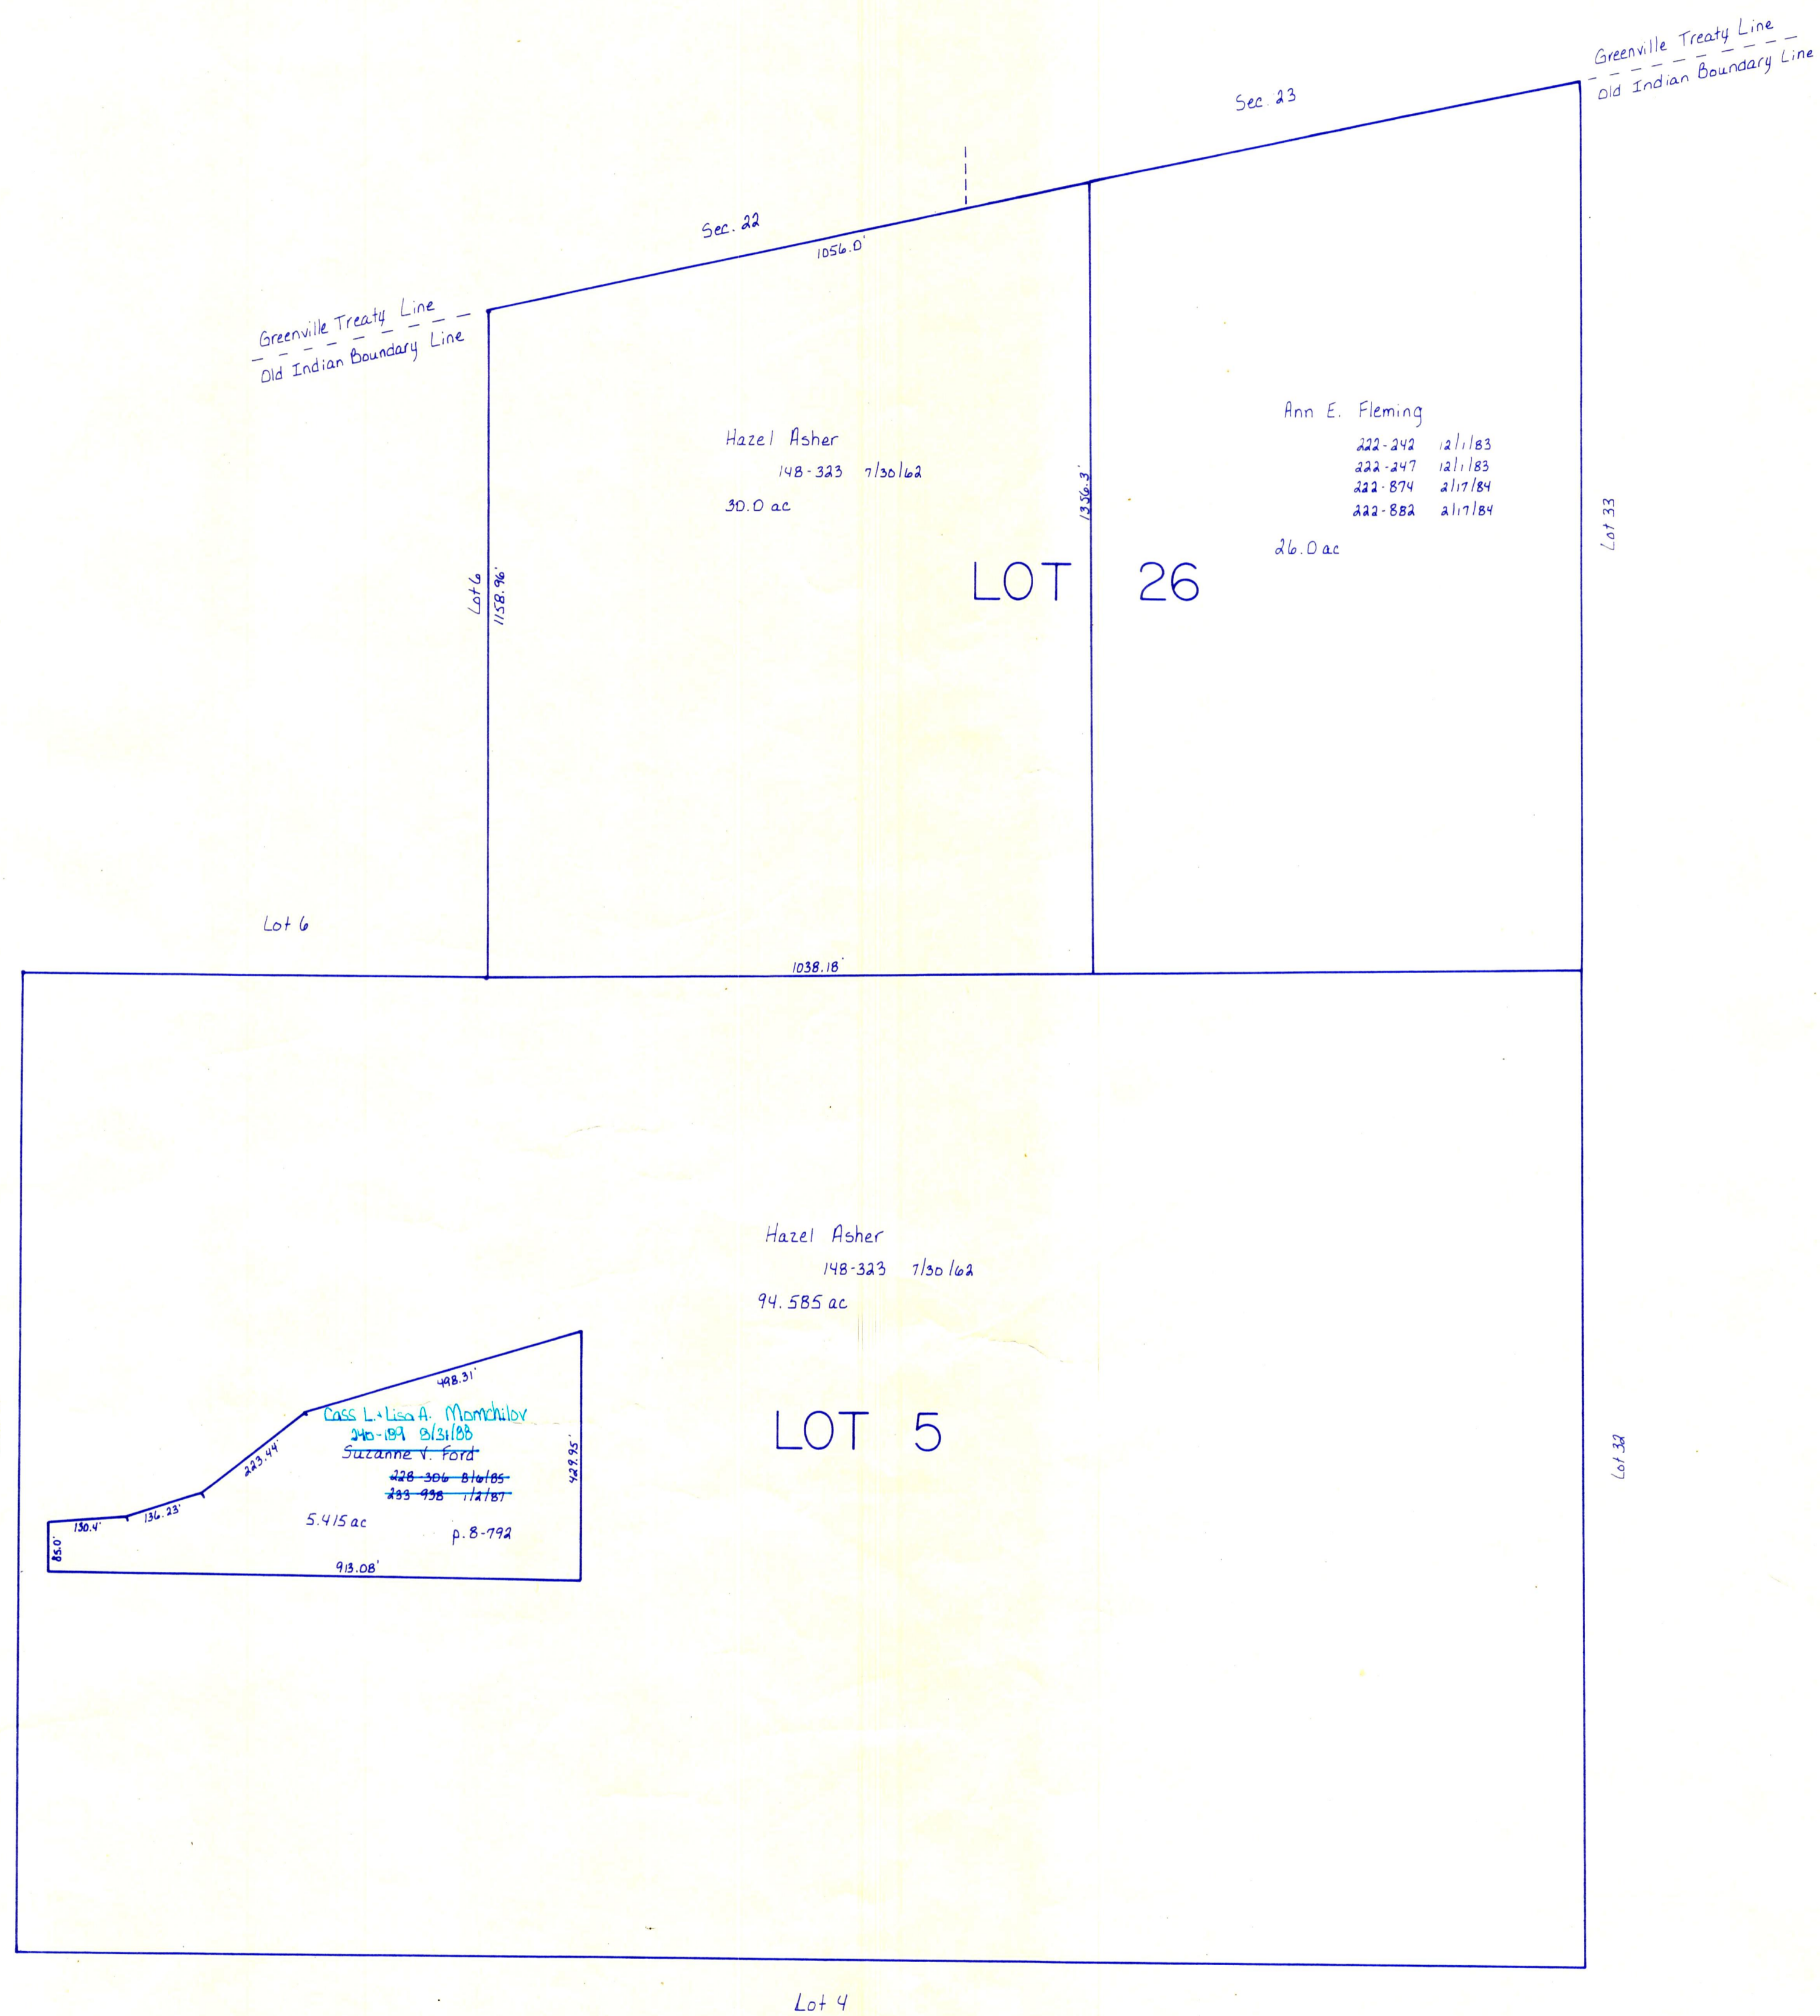 Greenville Treaty Line
Old Indian Boundary Line
Sec. 23
Sec. 22
1056.0'
Greenville Treaty Line
Old Indian Boundary Line
Ann E. Fleming
222-242 12/1/83
222-247 12/1/83
222-874 2/17/84
222-882 2/17/84
26.0 ac
Hazel Asher
148-323 7/30/62
30.0 ac
1356.3'
Lot 33
LOT 26
Lot 6
1158.96'
Lot 6
1038.18'
Hazel Asher
148-323 7/30/62
94.585 ac
LOT 5
498.31'
Cass L. + Lisa A. Momchilov
240-189 8/31/88
Suzanne V. Ford
228-306 8/6/85
233-938 1/2/87
5.415 ac
p. 8-792
429.95'
223.44'
136.23'
130.4'
85.0'
913.08'
Lot 32
Lot 4